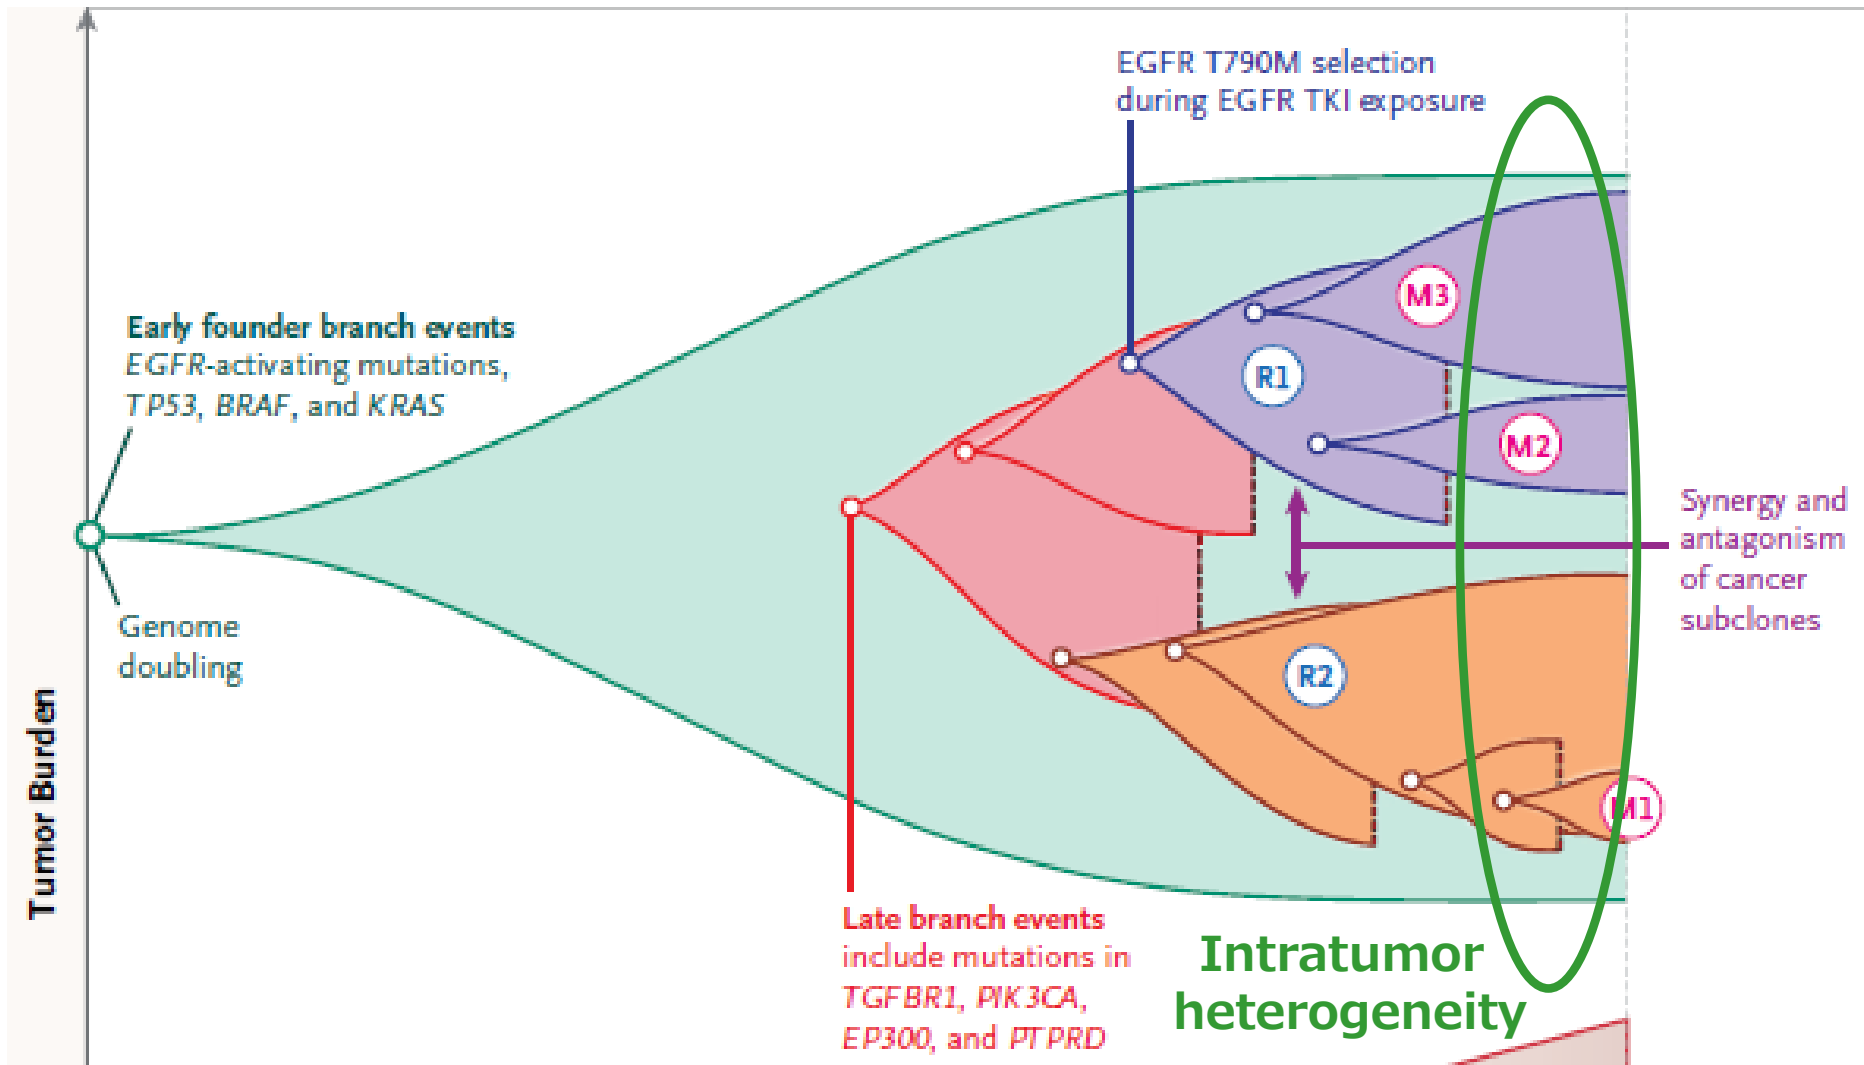 EGFR T790M selection
during EGFR TKI exposure
M3
Early founder branch events
EGFR-activating mutations,
TP53, BRAF, and KRAS
R1
M2
Synergy and
antagonism
of cancer
subclones
Genome
doubling
R2
M1
Tumor Burden
Late branch events
include mutations in
TGFBR1, PIK3CA,
EP300, and PTPRD
Intratumor
heterogeneity